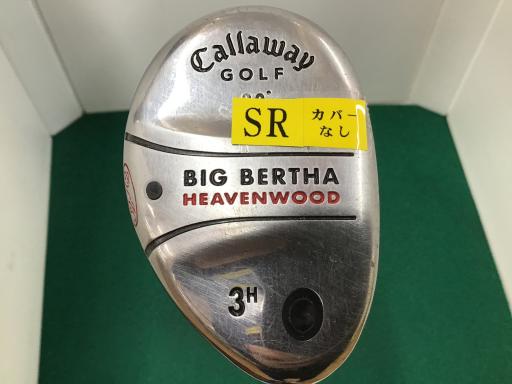 Callaway
GOLF
SR
カバー
なし
BIG BERTHA
HEAVENWOOD
3H